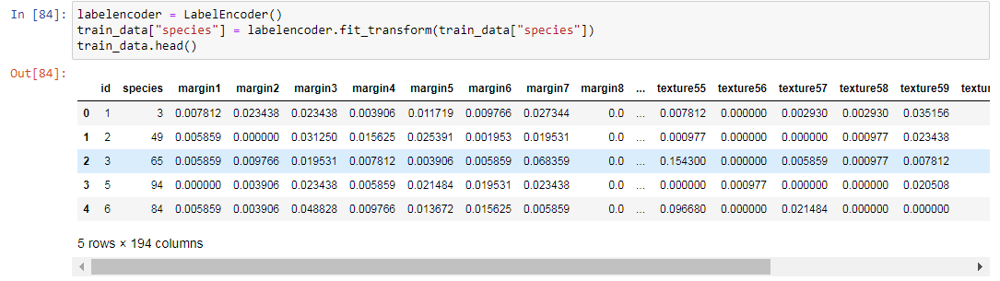 In [84]: labelencoder = LabelEncoder()
train_data["species"] = labelencoder.fit_transform(train_data["species"])
train_data.head()
Out[84]:
id species margin1 margin2 margin3 margin4 margin5 margin6 margin7 margin8 ... texture55 texture56 texture57 texture58 texture59 textur
0 1 3 0.007812 0.023438 0.023438 0.003906 0.011719 0.009766 0.027344 0.0 ... 0.007812 0.000000 0.002930 0.002930 0.035156
1 2 49 0.005859 0.000000 0.031250 0.015625 0.025391 0.001953 0.019531 0.0 ... 0.000977 0.000000 0.000000 0.000977 0.023438
2 3 65 0.005859 0.009766 0.019531 0.007812 0.003906 0.005859 0.068359 0.0 ... 0.154300 0.000000 0.005859 0.000977 0.007812
3 5 94 0.000000 0.003906 0.023438 0.005859 0.021484 0.019531 0.023438 0.0 ... 0.000000 0.000977 0.000000 0.000000 0.020508
4 6 84 0.005859 0.003906 0.048828 0.009766 0.013672 0.015625 0.005859 0.0 ... 0.096680 0.000000 0.021484 0.000000 0.000000
5 rows × 194 columns